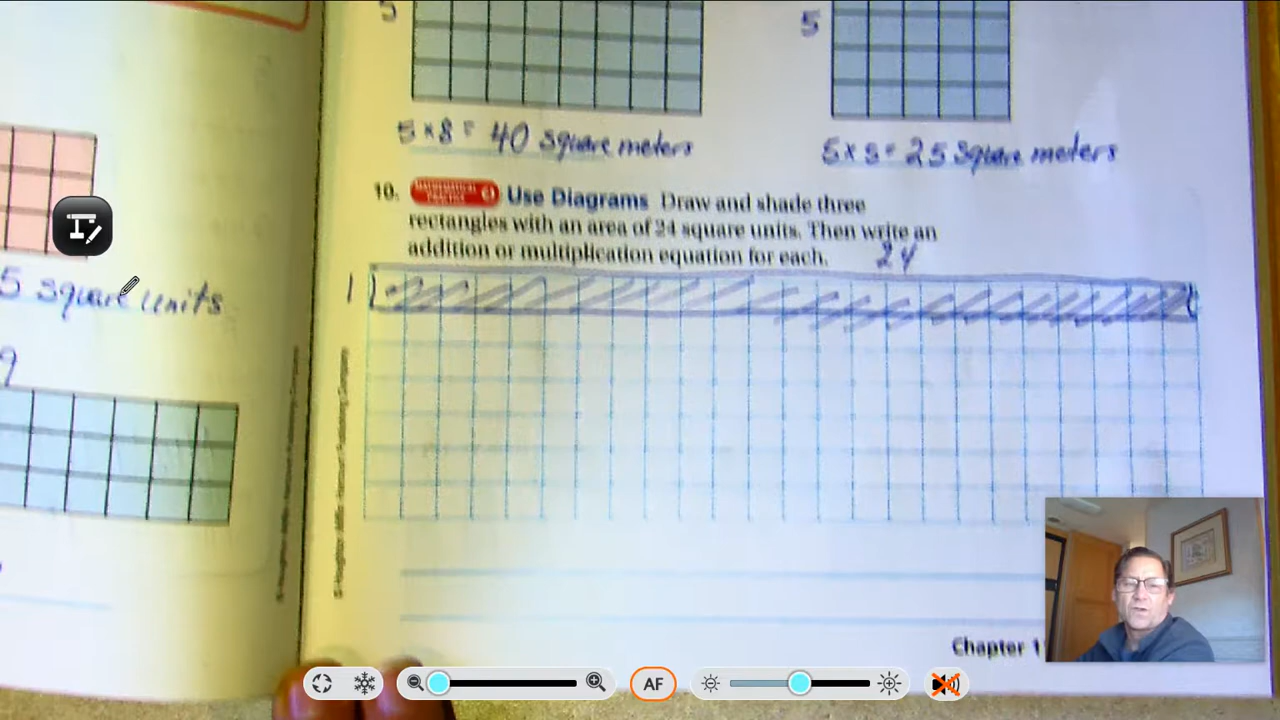 5
5
5 × 8 = 40 Square meters
5 × 5 = 25 Square meters
10. Mathematical PRACTICE Use Diagrams Draw and shade three
rectangles with an area of 24 square units. Then write an
addition or multiplication equation for each.
24
1
5 square units
9
Chapter 1
AF